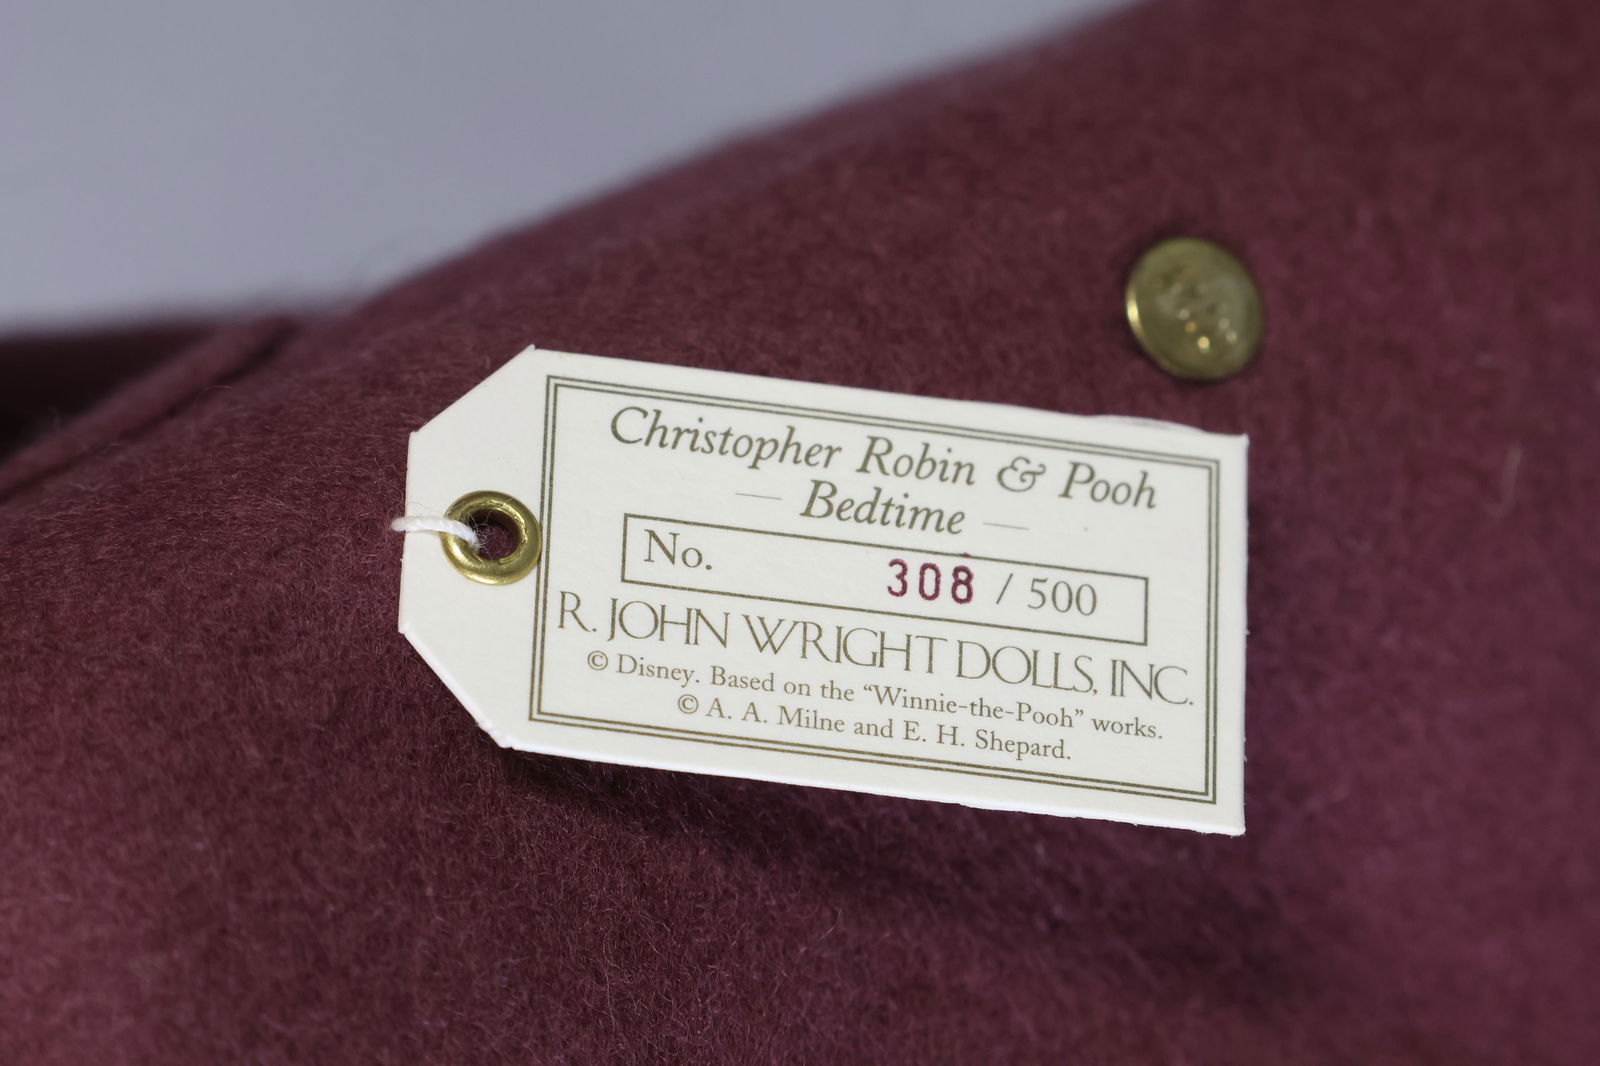 Christopher Robin & Pooh
— Bedtime —
No. 308 / 500
R. JOHN WRIGHT DOLLS, INC.
© Disney. Based on the “Winnie-the-Pooh” works.
© A. A. Milne and E. H. Shepard.